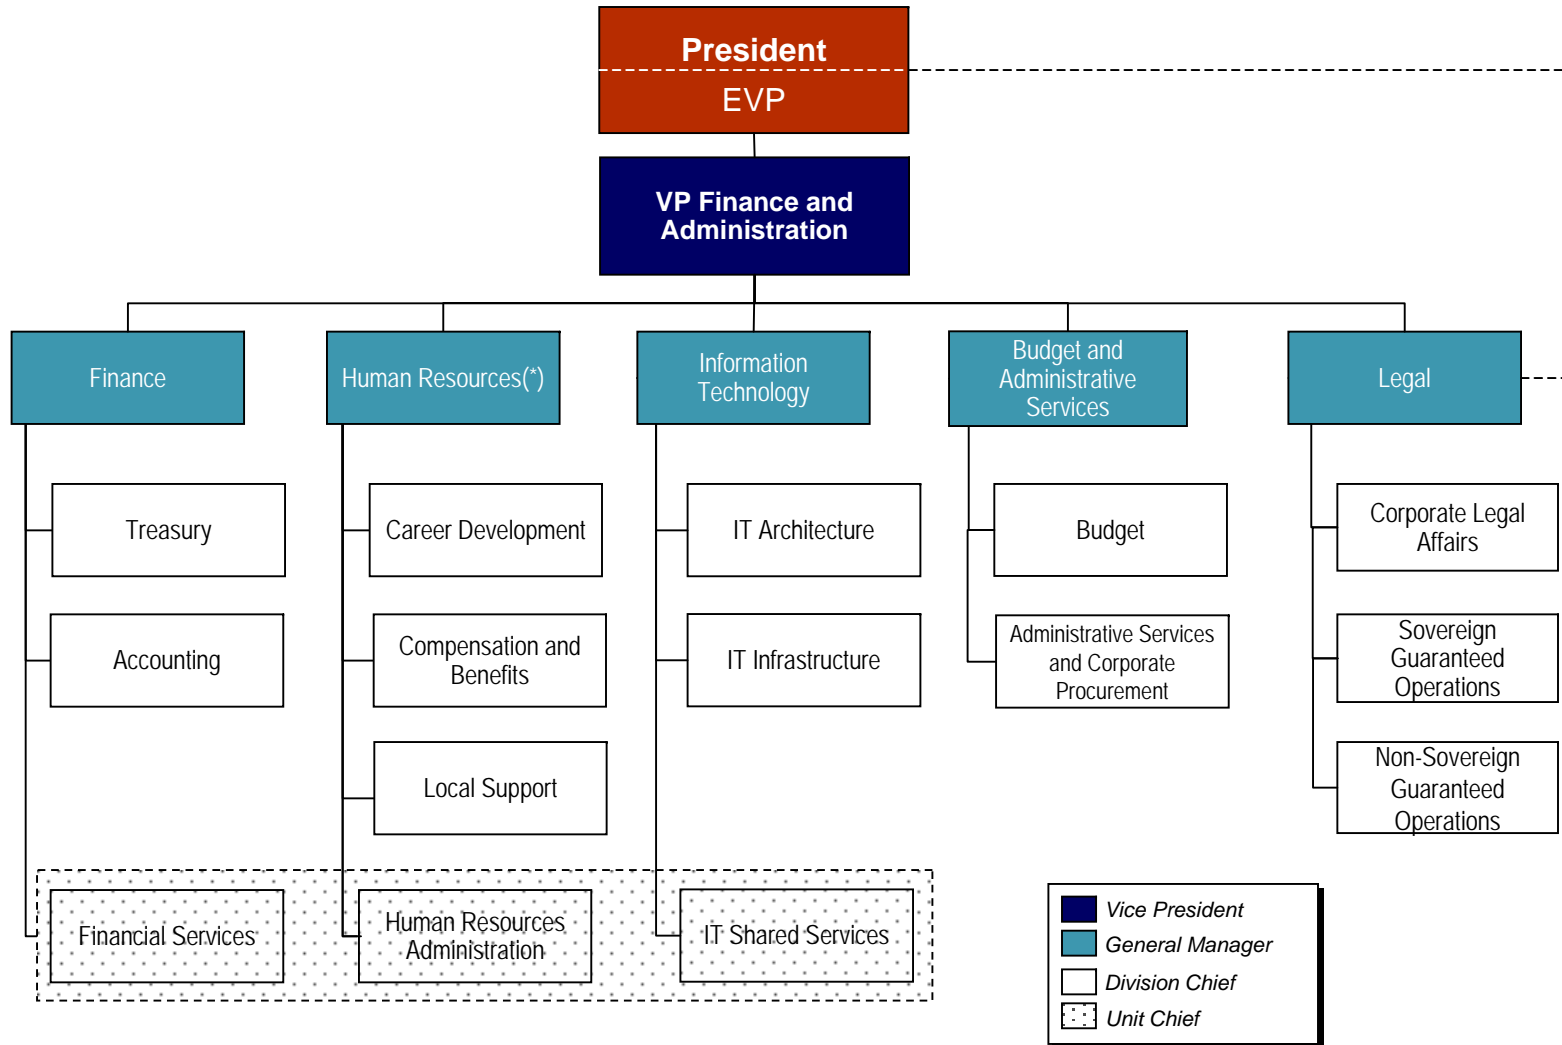 President
EVP
VP Finance and
Administration
Finance
Human Resources(*)
Information
Technology
Budget and
Administrative
Services
Legal
Treasury
Career Development
IT Architecture
Budget
Corporate Legal
Affairs
Accounting
Compensation and
Benefits
IT Infrastructure
Administrative Services
and Corporate
Procurement
Sovereign
Guaranteed
Operations
Local Support
Non-Sovereign
Guaranteed
Operations
Financial Services
Human Resources
Administration
IT Shared Services
Vice President
General Manager
Division Chief
Unit Chief